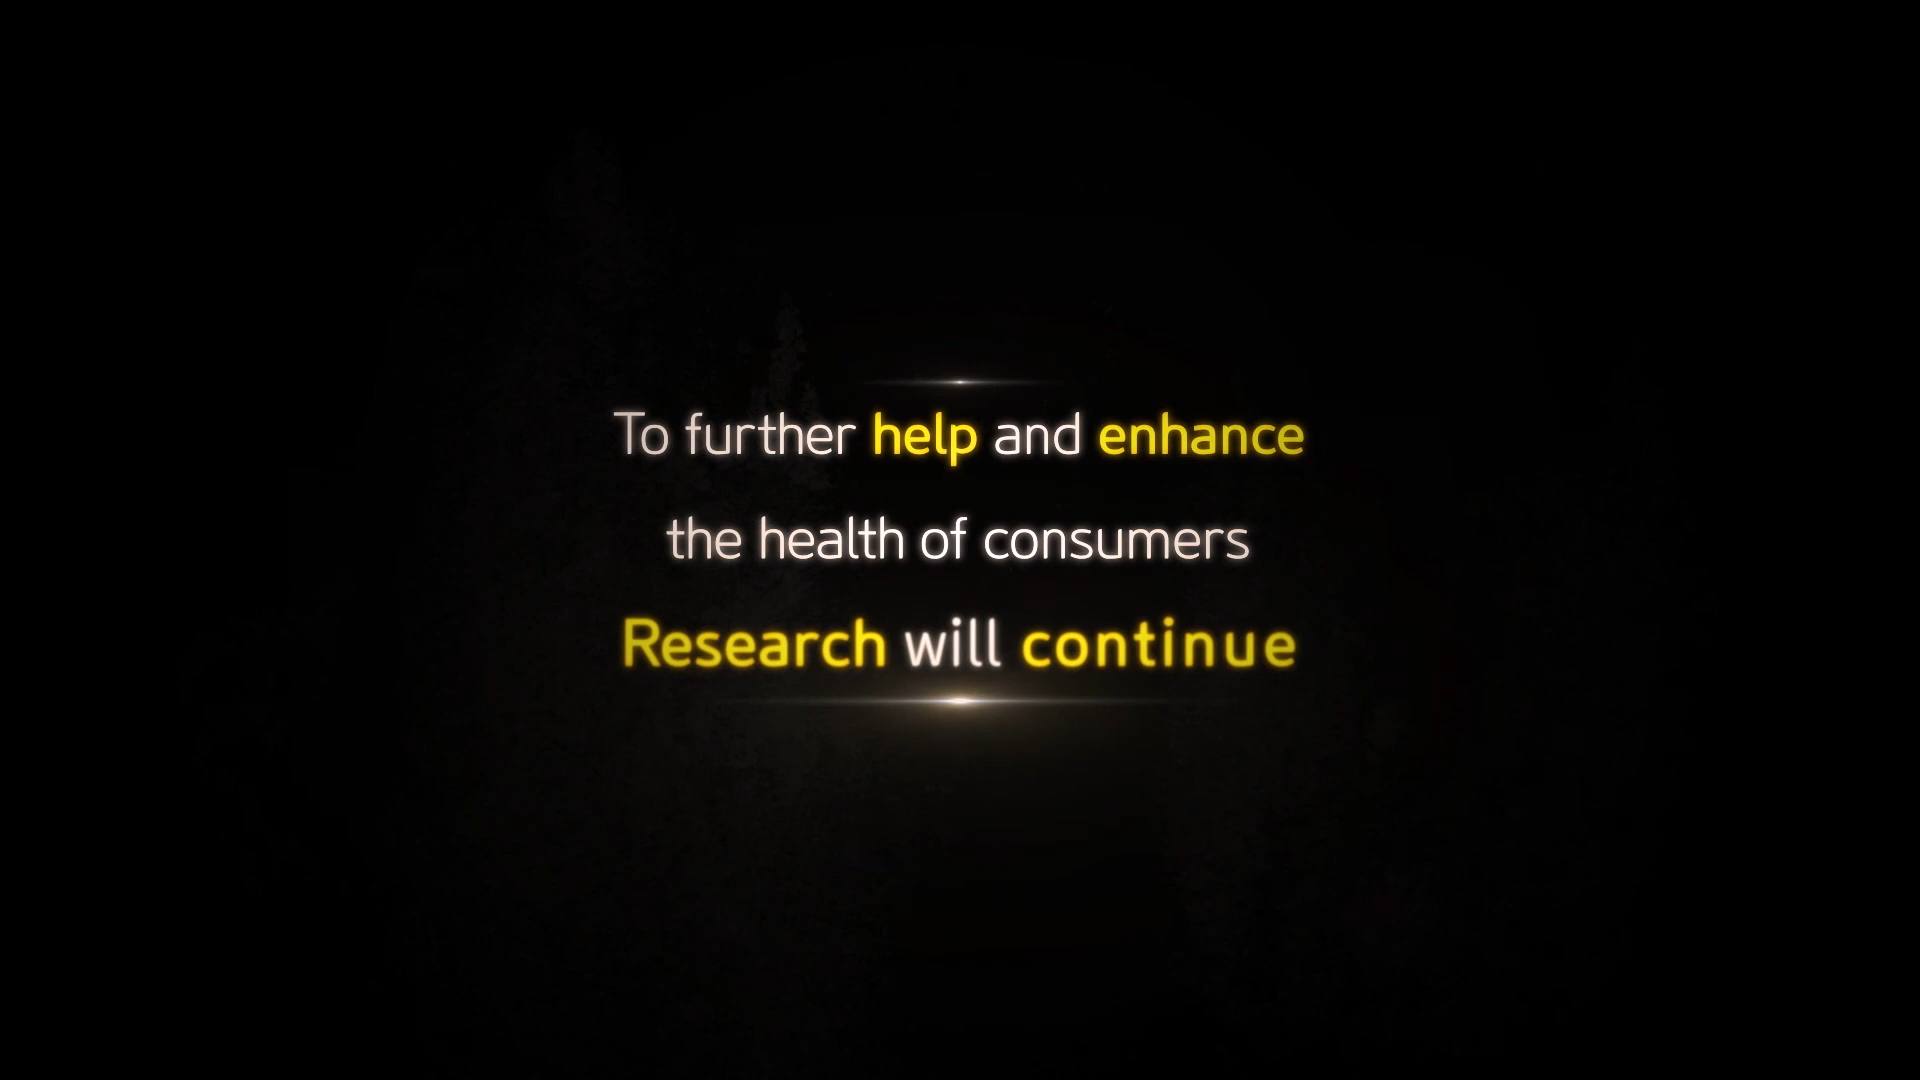 To further help and enhance
the health of consumers
Research will continue